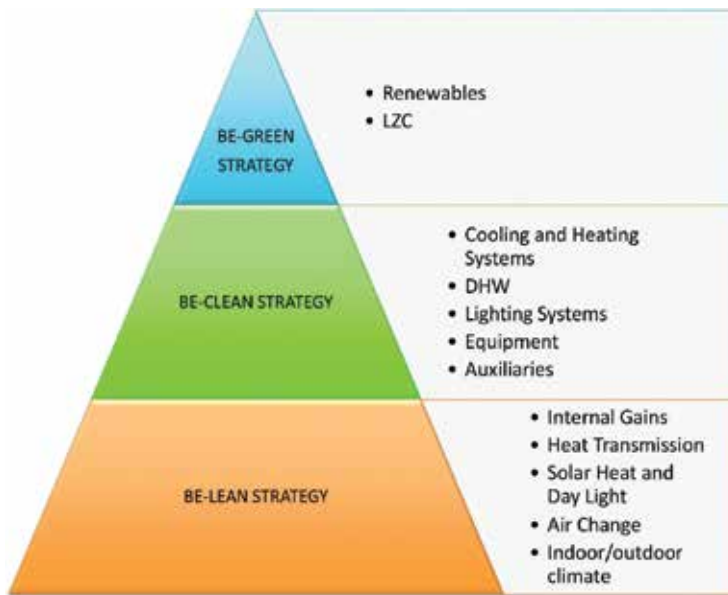 BE-GREEN
STRATEGY
• Renewables
• LZC
BE-CLEAN STRATEGY
• Cooling and Heating
Systems
• DHW
• Lighting Systems
• Equipment
• Auxiliaries
BE-LEAN STRATEGY
• Internal Gains
• Heat Transmission
• Solar Heat and
Day Light
• Air Change
• Indoor/outdoor
climate